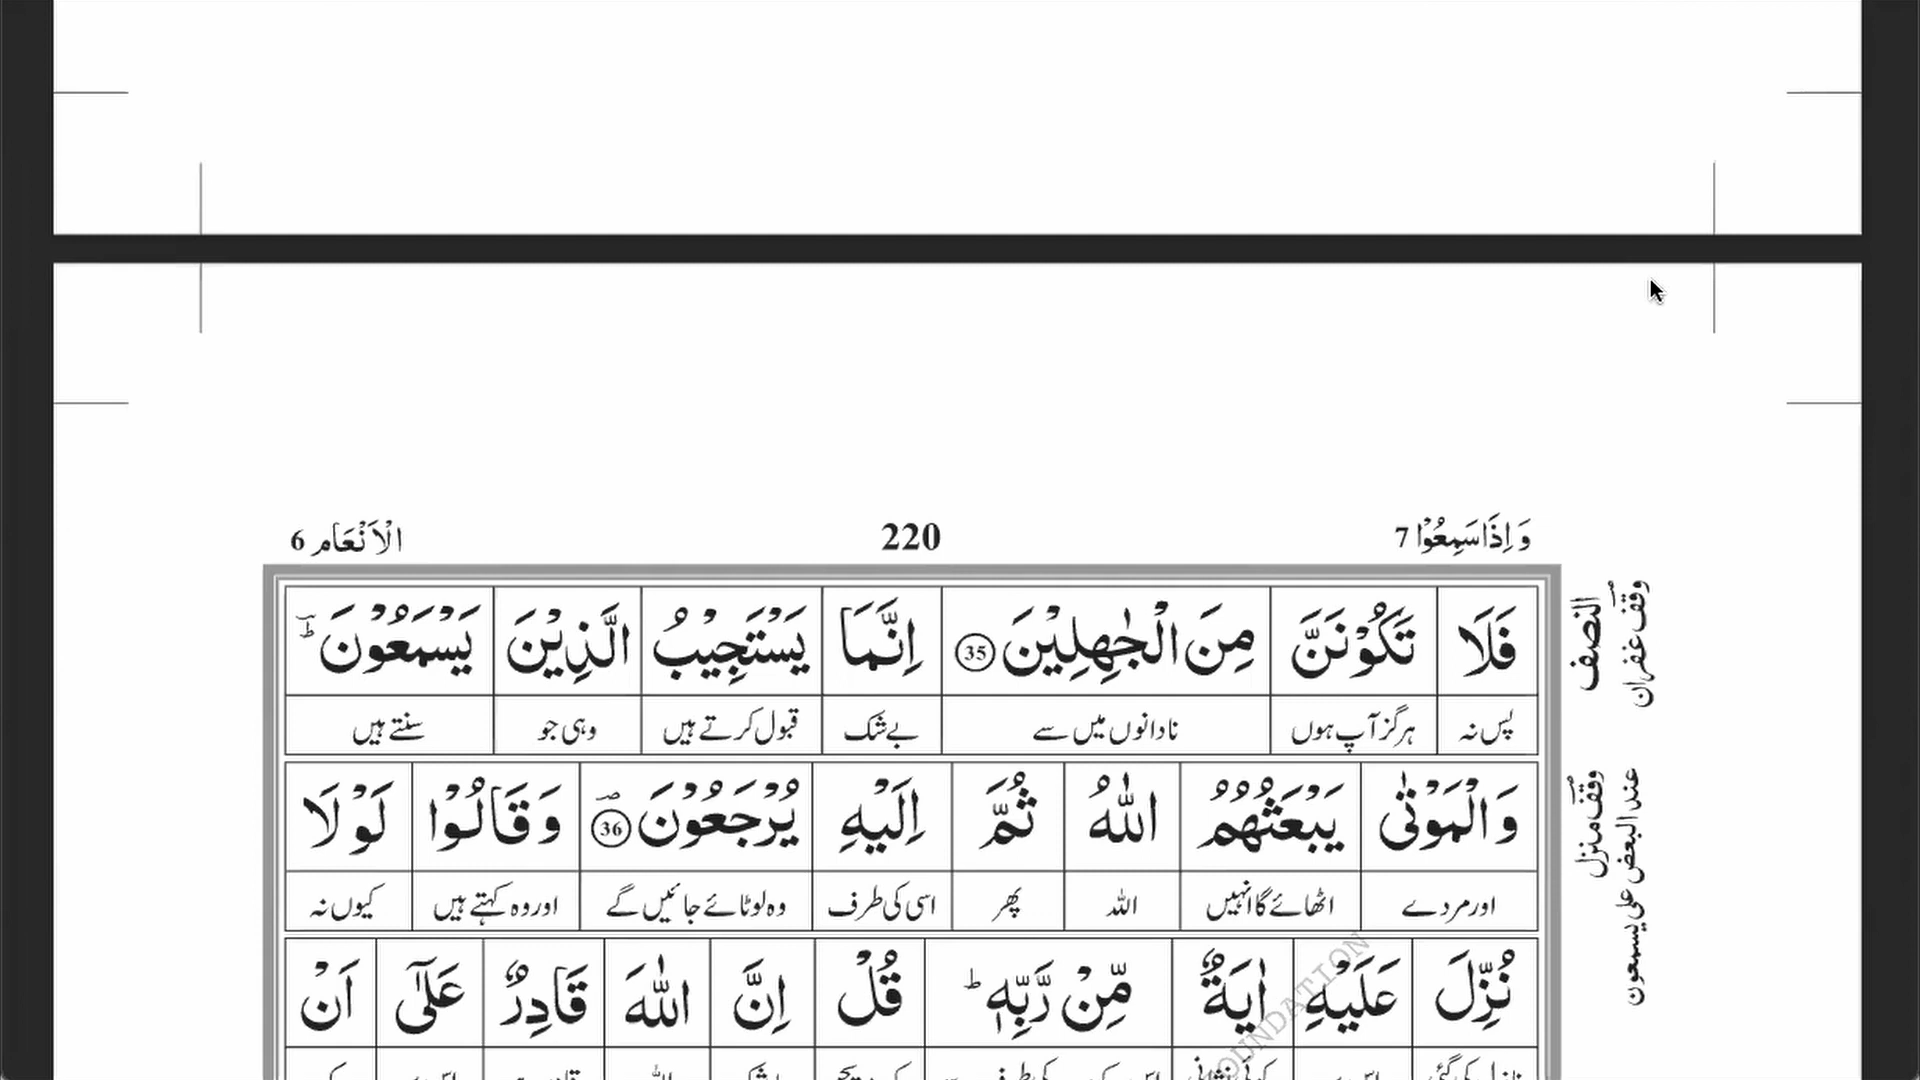 وَ اِذَا سَمِعُوْا 7 220 الْاَنْعَام 6
فَلَا تَكُوْنَنَّ مِنَ الْجٰهِلِيْنَ 35 اِنَّمَا يَسْتَجِيْبُ الَّذِيْنَ يَسْمَعُوْنَ ؕ
پس نہ ہرگز آپ ہوں نادانوں میں سے بے شک قبول کرتے ہیں وہی جو سنتے ہیں
وَالْمَوْتٰى يَبْعَثُهُمُ اللّٰهُ ثُمَّ اِلَيْهِ يُرْجَعُوْنَ 36 وَقَالُوْا لَوْلَا
اور مردے اٹھائے گا انہیں اللہ پھر اسی کی طرف وہ لوٹائے جائیں گے اور وہ کہتے ہیں کیوں نہ
نُزِّلَ عَلَيْهِ اٰيَةٌ مِّنْ رَّبِّهٖ ؕ قُلْ اِنَّ اللّٰهَ قَادِرٌ عَلٰٓى اَنْ
النصف
وقف غفران
وقف منزل
عند البعض على يسمعون
OUNDATION